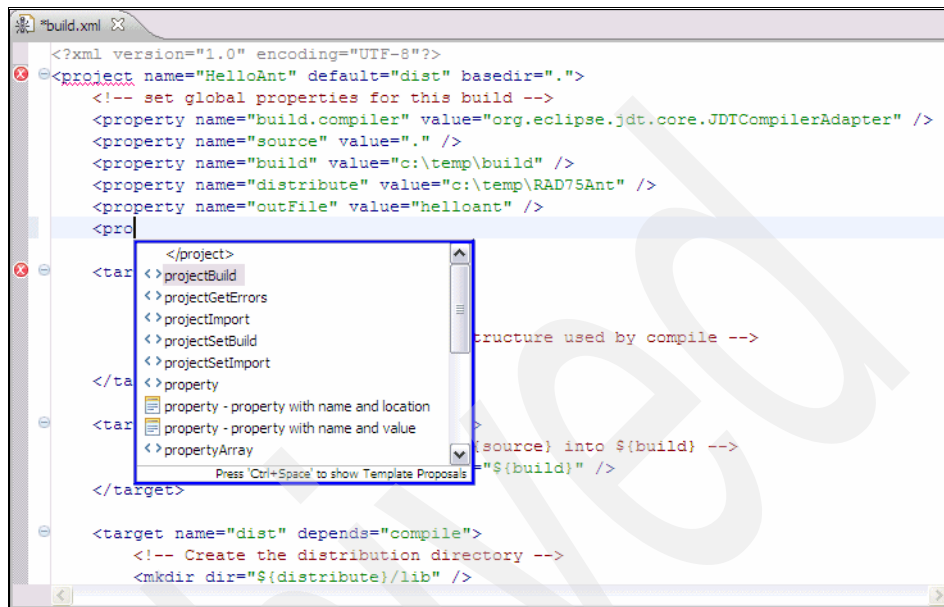 *build.xml
<?xml version="1.0" encoding="UTF-8"?>
<project name="HelloAnt" default="dist" basedir=".">
<!-- set global properties for this build -->
<property name="build.compiler" value="org.eclipse.jdt.core.JDTCompilerAdapter" />
<property name="source" value="." />
<property name="build" value="c:\temp\build" />
<property name="distribute" value="c:\temp\RAD75Ant" />
<property name="outFile" value="helloant" />
<pro
</project>
<tar
projectBuild
projectGetErrors
projectImport
projectSetBuild
tructure used by compile -->
projectSetImport
</ta
property
property - property with name and location
<tar
>
property - property with name and value
propertyArray
{source} into ${build} -->
Press 'Ctrl+Space' to show Template Proposals
="${build}" />
</target>
<target name="dist" depends="compile">
<!-- Create the distribution directory -->
<mkdir dir="${distribute}/lib" />